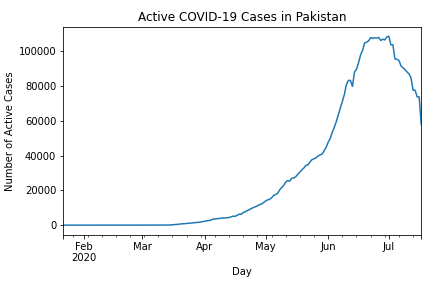 Active COVID-19 Cases in Pakistan
Number of Active Cases
100000
80000
60000
40000
20000
0
Feb Mar Apr May Jun Jul
2020
Day